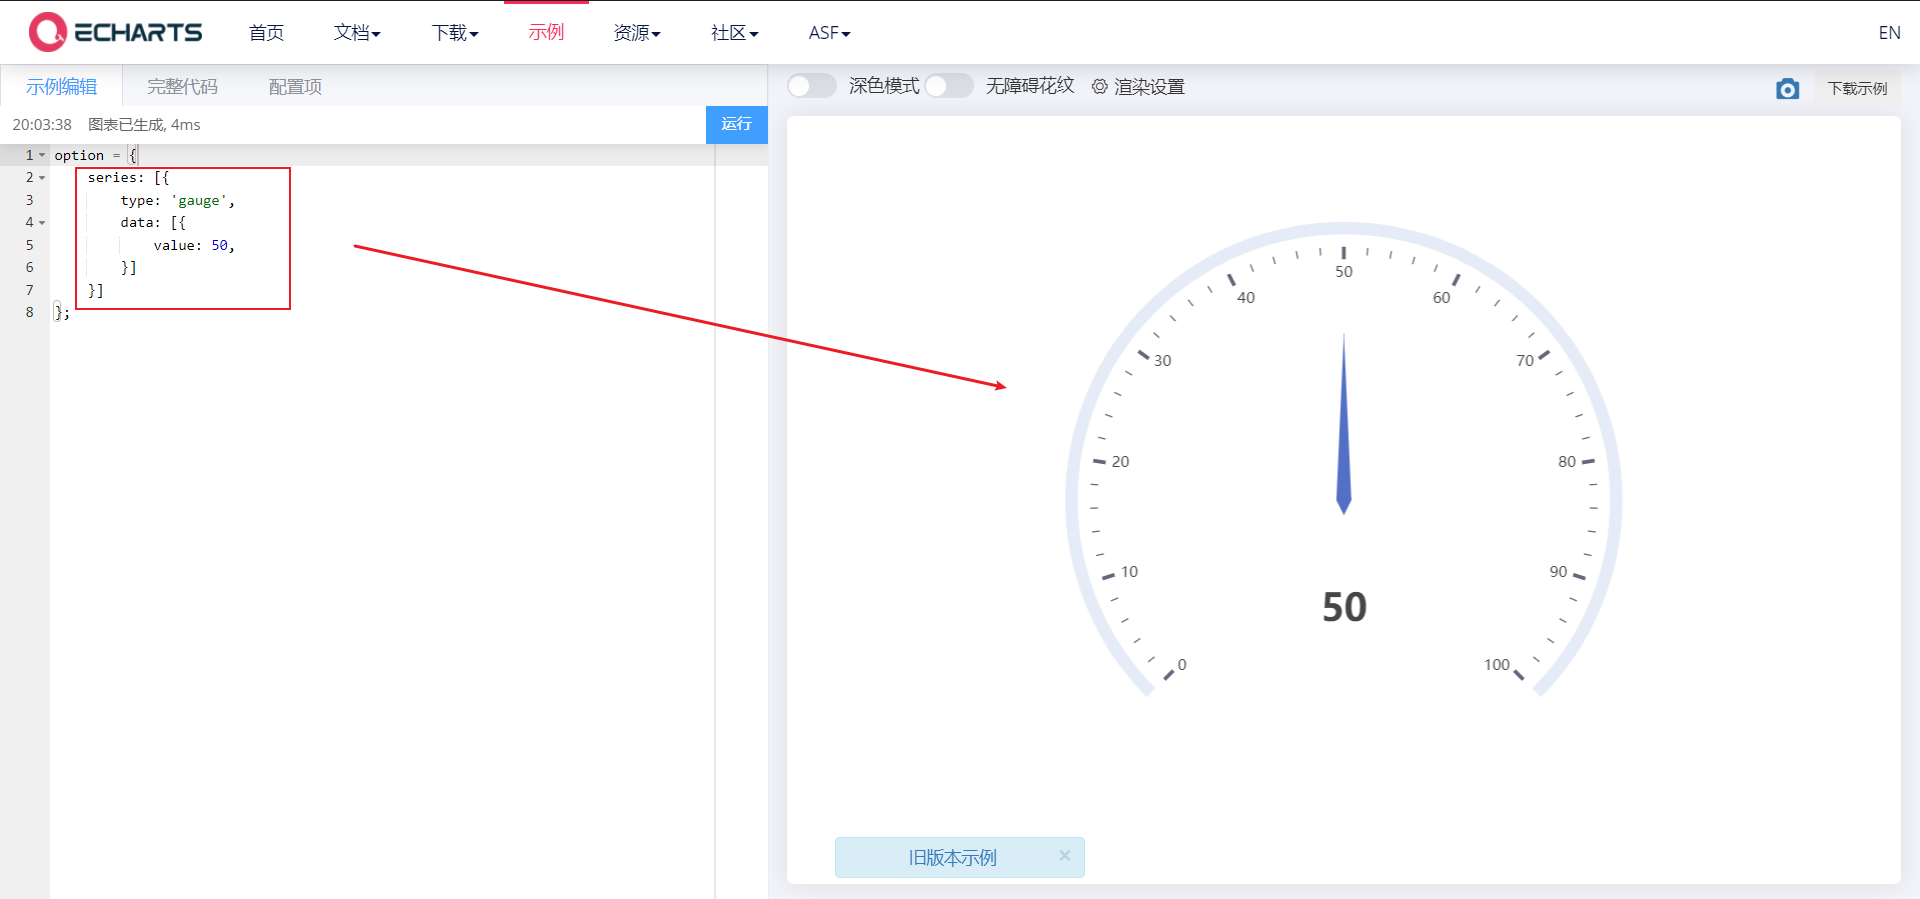 ECHARTS 首页 文档 下载 示例 资源 社区 ASF EN
示例编辑 完整代码 配置项
深色模式 无障碍花纹 渲染设置 下载示例
20:03:38 图表已生成, 4ms 运行
1 option = {
2 series: [{
3 type: 'gauge',
4 data: [{
5 value: 50,
6 }]
7 }]
8 };
0
10
20
30
40
50
60
70
80
90
100
50
旧版本示例 ×